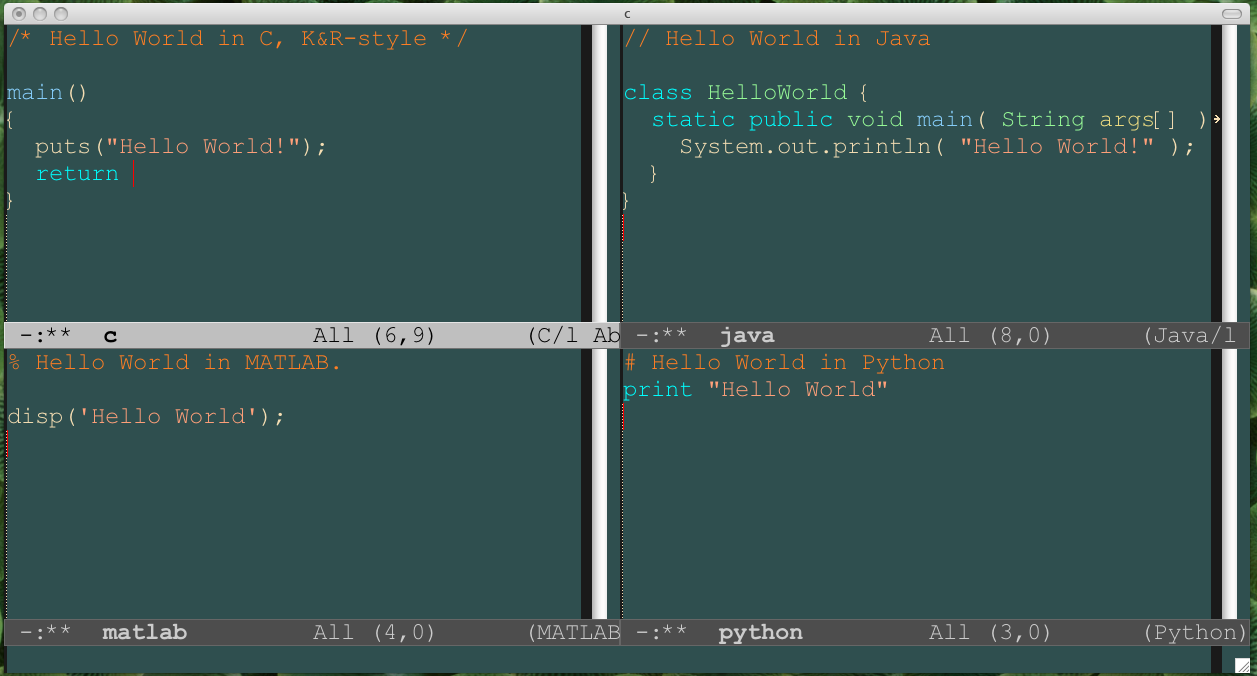 c
/* Hello World in C, K&R-style */
main()
{
  puts("Hello World!");
  return
}
-:**  c  All (6,9)  (C/l Ab
// Hello World in Java
class HelloWorld {
  static public void main( String args[] )
    System.out.println( "Hello World!" );
  }
}
-:**  java  All (8,0)  (Java/l
% Hello World in MATLAB.
disp('Hello World');
-:**  matlab  All (4,0)  (MATLAB
# Hello World in Python
print "Hello World"
-:**  python  All (3,0)  (Python)